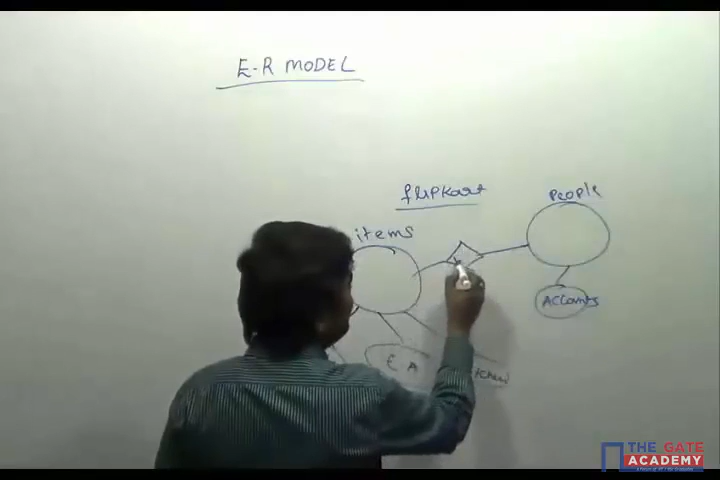 E-R MODEL
flipkart
People
items
Accounts
E A
THE GATE
ACADEMY